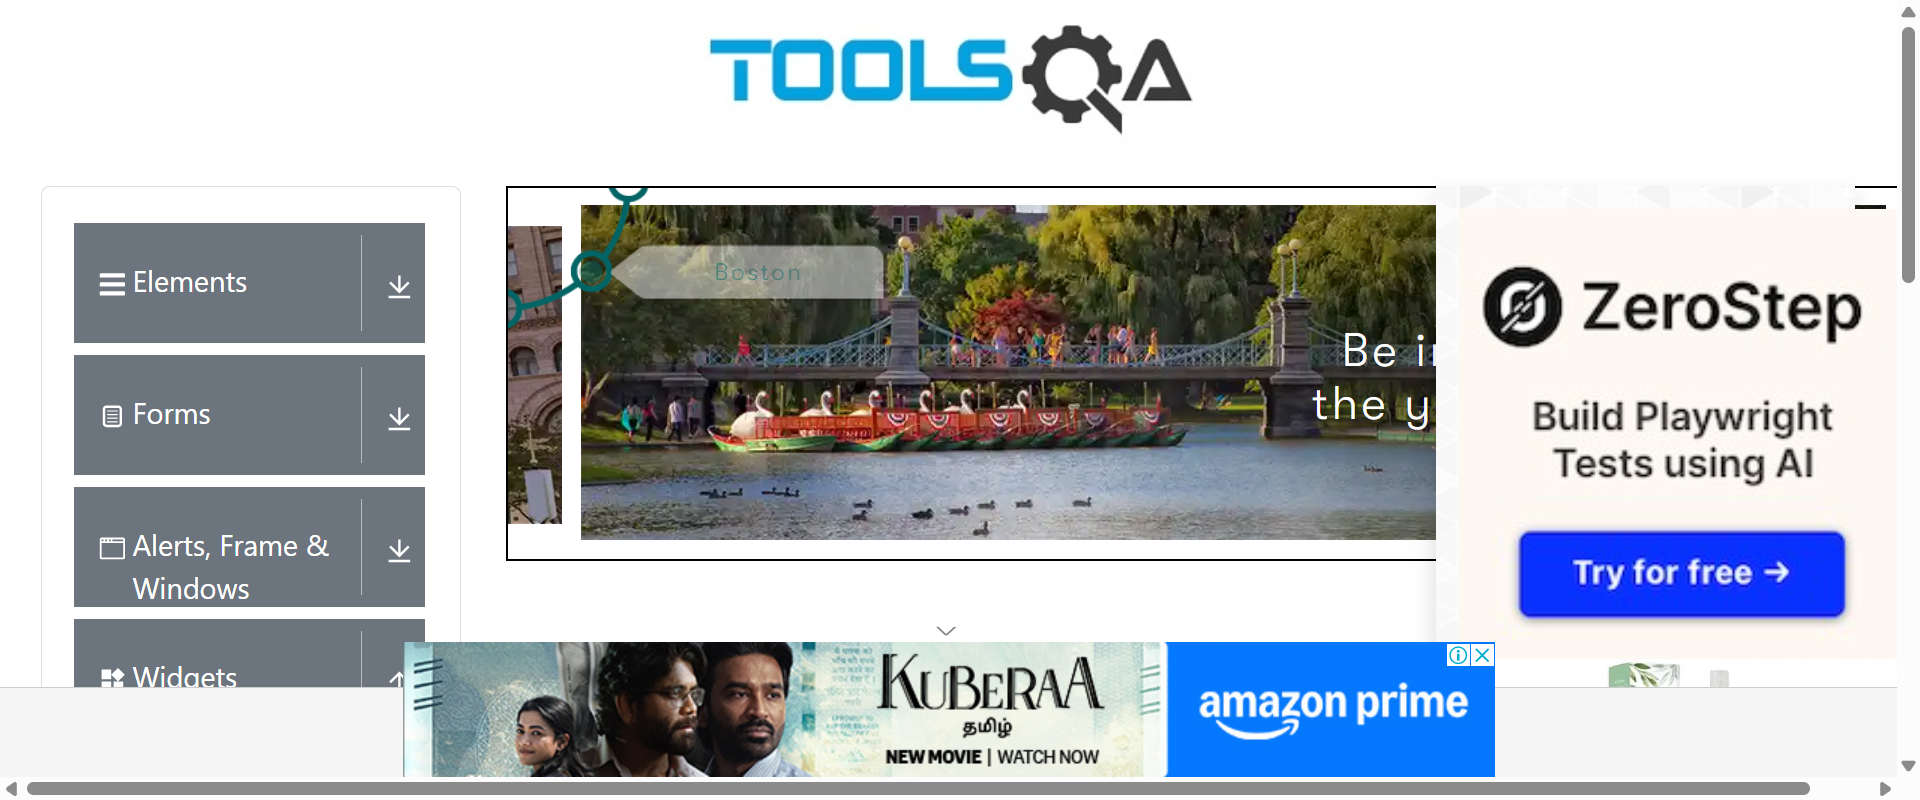 TOOLSQA
Elements
Forms
Alerts, Frame &
Windows
Widgets
Boston
Be i
the y
ZeroStep
Build Playwright
Tests using AI
Try for free →
KUBERAA
தமிழ்
NEW MOVIE | WATCH NOW
amazon prime